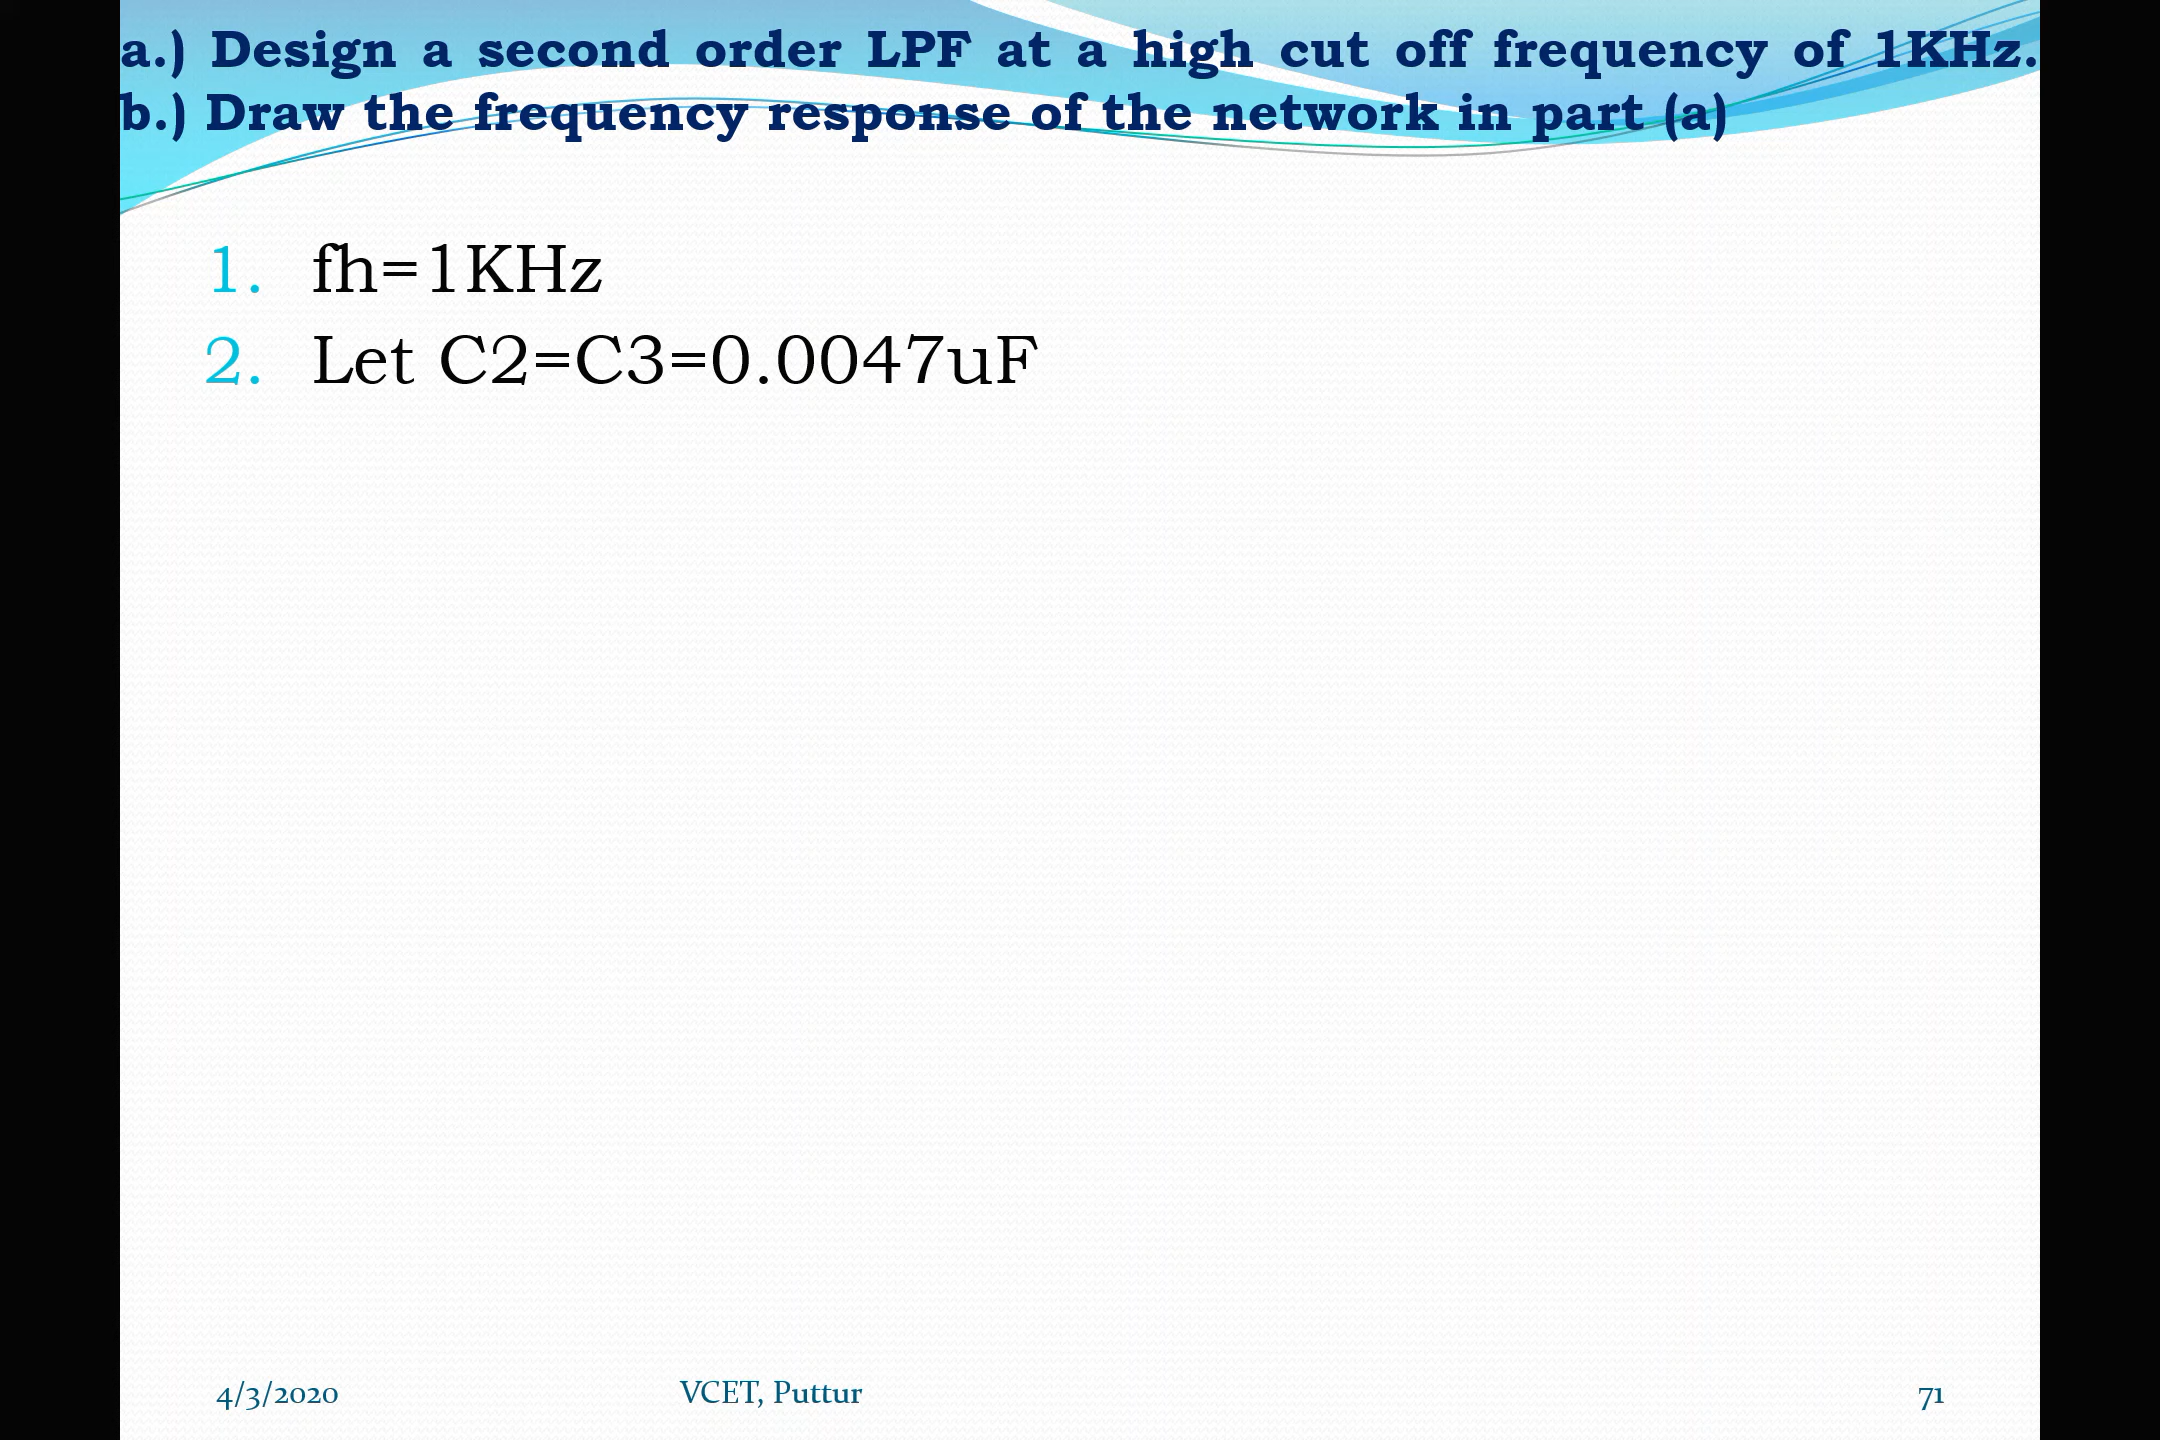 a.) Design a second order LPF at a high cut off frequency of 1KHz.
b.) Draw the frequency response of the network in part (a)
1. fh=1KHz
2. Let C2=C3=0.0047uF
4/3/2020 VCET, Puttur 71